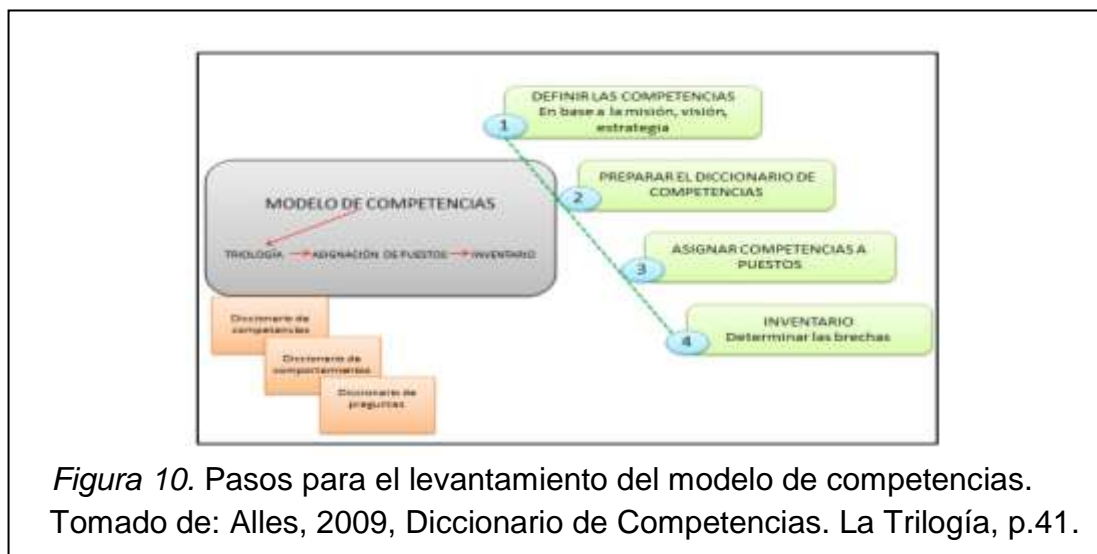 DEFINIR LAS COMPETENCIAS
En base a la misión, visión,
estrategia
1
PREPARAR EL DICCIONARIO DE
COMPETENCIAS
2
ASIGNAR COMPETENCIAS A
PUESTOS
3
INVENTARIO
Determinar las brechas
4
MODELO DE COMPETENCIAS
TRIOLOGÍA ASIGNACIÓN DE PUESTOS INVENTARIO
Diccionario de
competencias
Diccionario de
comportamientos
Diccionario de
preguntas
Figura 10. Pasos para el levantamiento del modelo de competencias.
Tomado de: Alles, 2009, Diccionario de Competencias. La Trilogía, p.41.